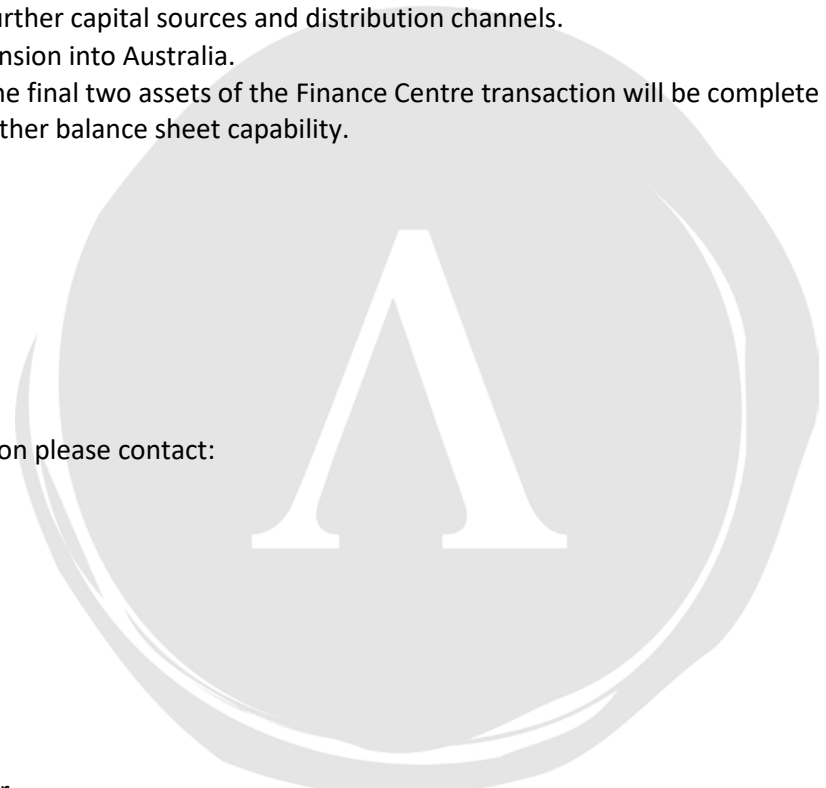 urther capital sources and distribution channels.
nsion into Australia.
he final two assets of the Finance Centre transaction will be complete
ther balance sheet capability.
on please contact: